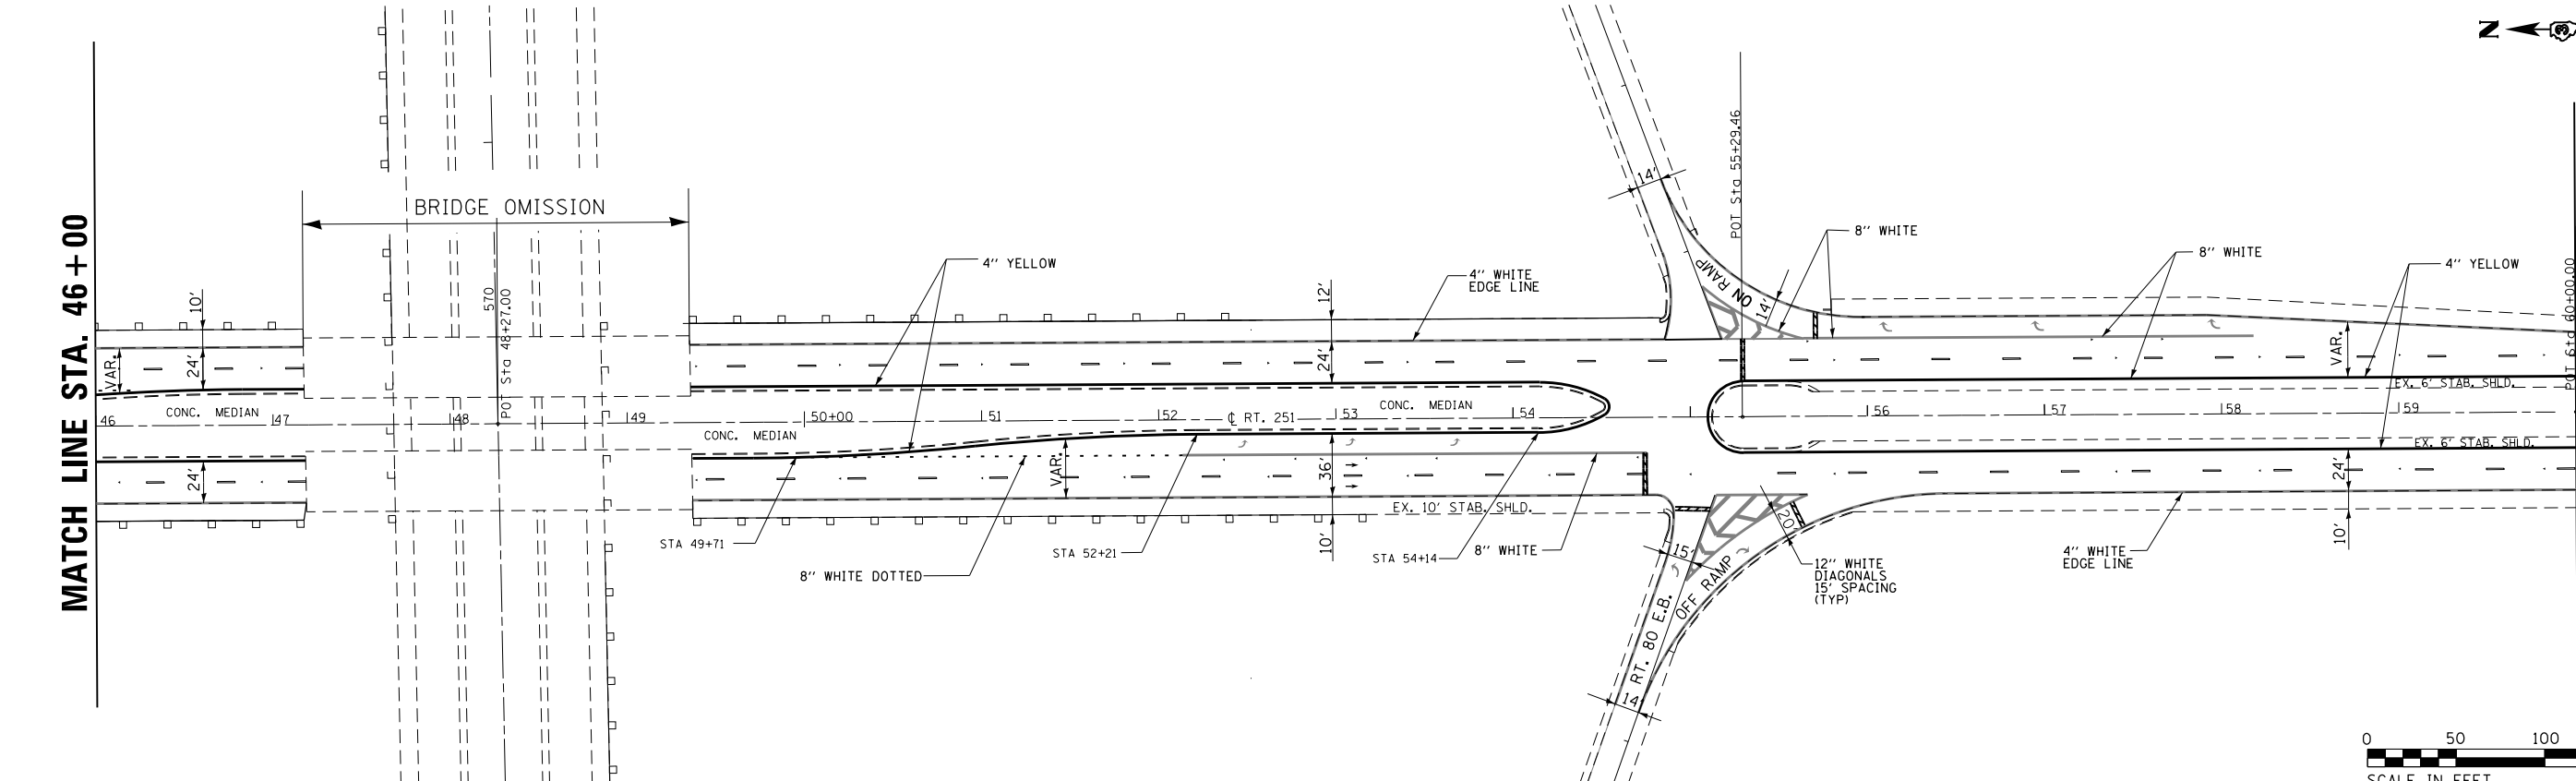 N
3
MATCH LINE STA. 46+00
BRIDGE OMISSION
570
POT Sta 48+27.00
10'
VAR.
24'
24'
CONC. MEDIAN
46
47
48
49
50+00
51
52
℄ RT. 251
53
54
56
57
58
59
CONC. MEDIAN
CONC. MEDIAN
4'' YELLOW
4'' WHITE
EDGE LINE
12'
24'
36'
10'
VAR.
STA 49+71
8'' WHITE DOTTED
STA 52+21
STA 54+14
8'' WHITE
EX. 10' STAB. SHLD.
14'
ON RAMP
14'
POT Sta 55+29.46
8'' WHITE
8'' WHITE
4'' YELLOW
VAR.
EX. 6' STAB. SHLD.
EX. 6' STAB. SHLD.
POT Sta 60+00.00
24'
10'
15'
20'
OFF RAMP
RT. 80 E.B.
14'
12'' WHITE
DIAGONALS
15' SPACING
(TYP)
4'' WHITE
EDGE LINE
0 50 100
SCALE IN FEET